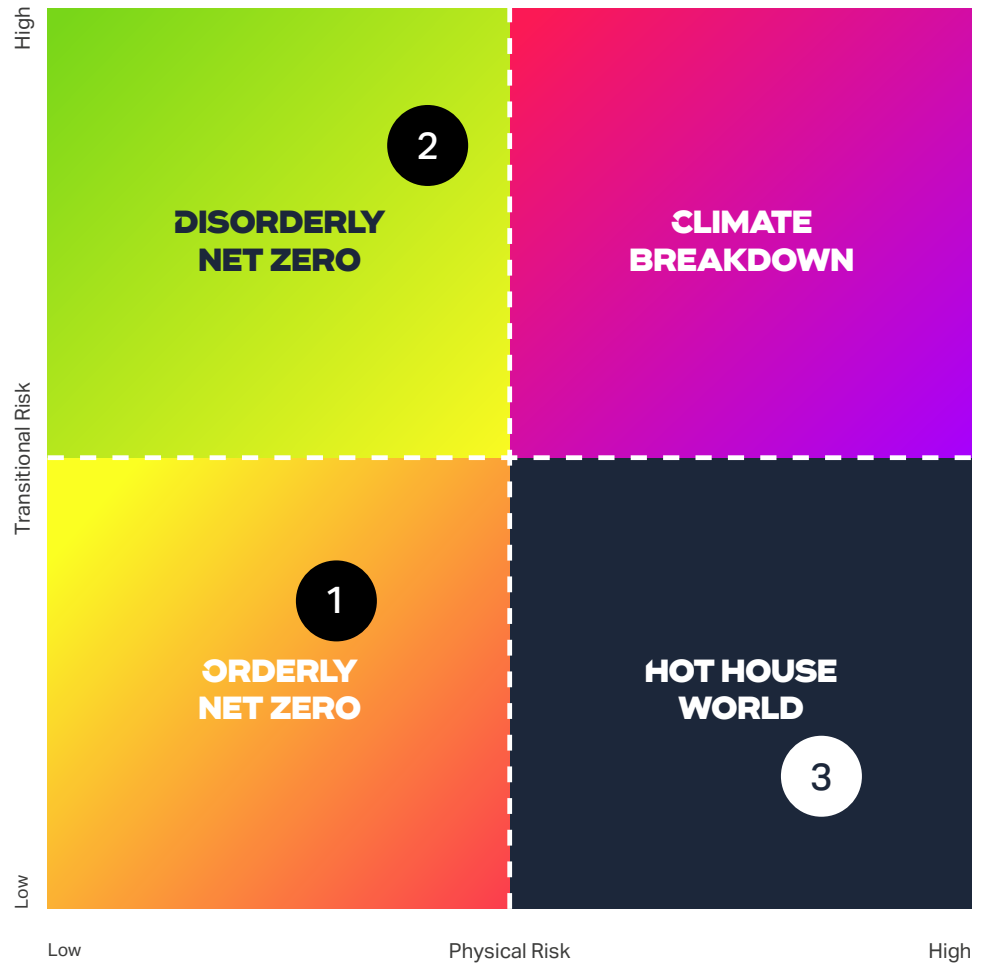 High
2
DISORDERLY
NET ZERO
CLIMATE
BREAKDOWN
Transitional Risk
1
ORDERLY
NET ZERO
HOT HOUSE
WORLD
3
Low
Low
Physical Risk
High